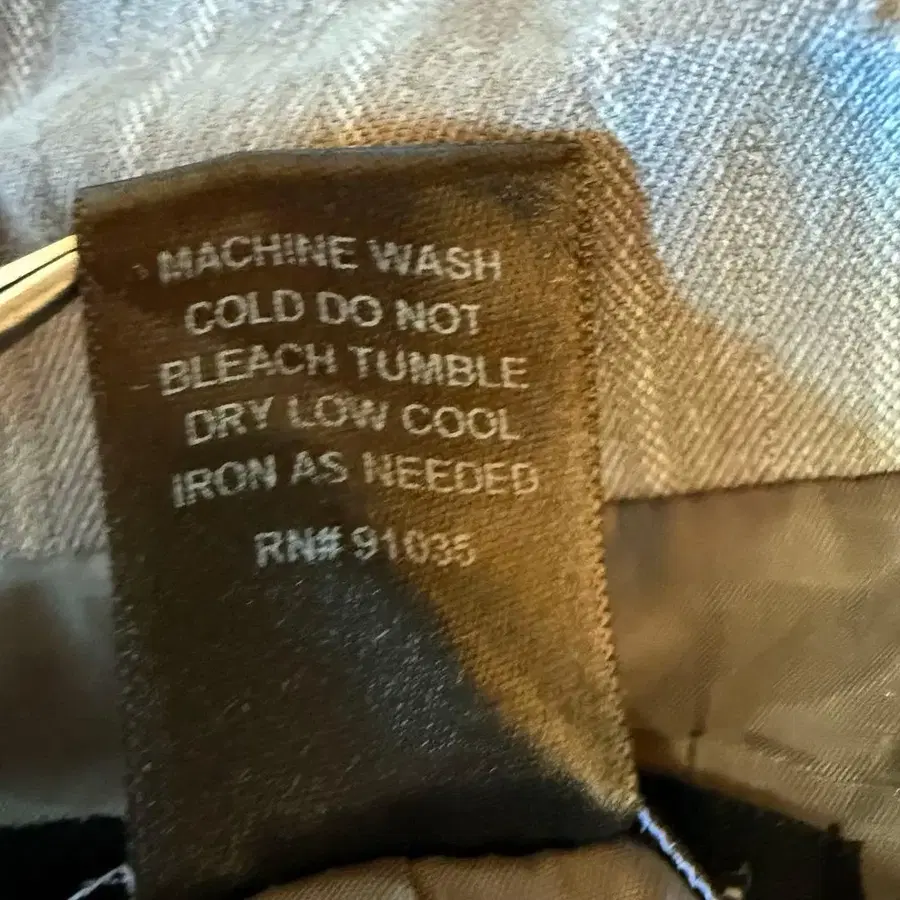 MACHINE WASH
COLD DO NOT
BLEACH TUMBLE
DRY LOW COOL
IRON AS NEEDED
RN# 91035